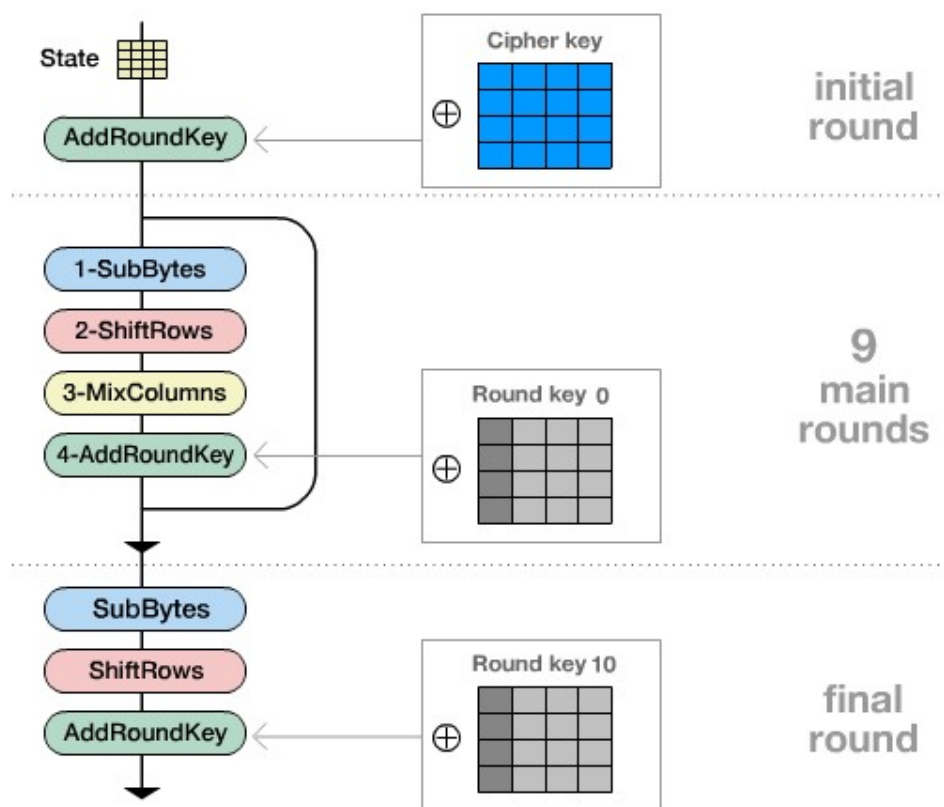 State
Cipher key
AddRoundKey
initial
round
1-SubBytes
2-ShiftRows
3-MixColumns
4-AddRoundKey
Round key 0
9
main
rounds
SubBytes
ShiftRows
AddRoundKey
Round key 10
final
round